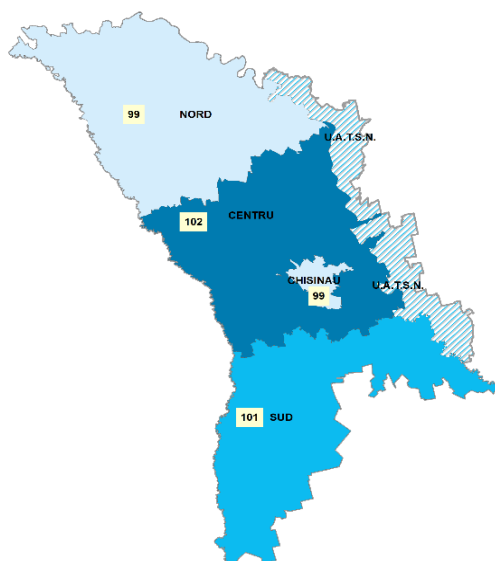 99 NORD
U.A.T.S.N.
102 CENTRU
CHISINAU
99
U.A.T.S.N.
101 SUD